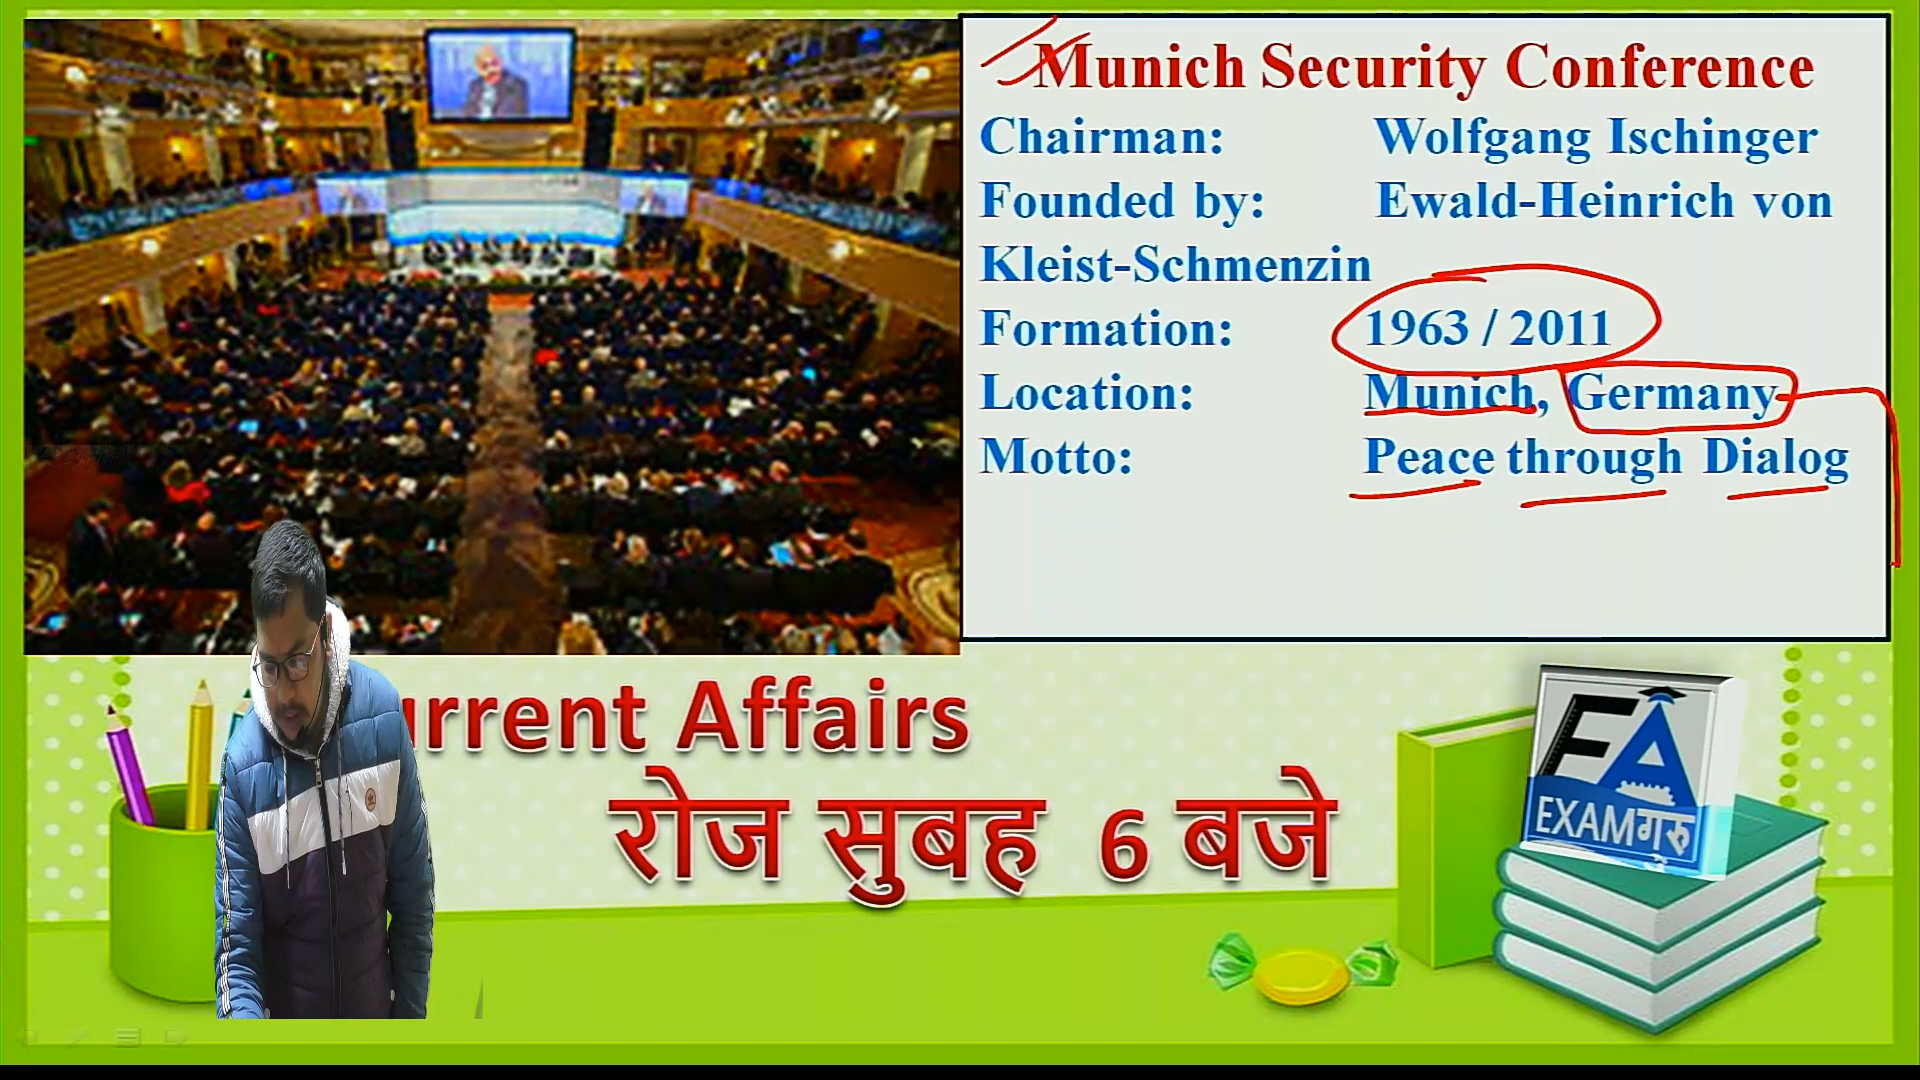 Munich Security Conference
Chairman: Wolfgang Ischinger
Founded by: Ewald-Heinrich von
Kleist-Schmenzin
Formation: 1963 / 2011
Location: Munich, Germany
Motto: Peace through Dialog
urrent Affairs
रोज सुबह 6 बजे
FA
EXAMगुरु